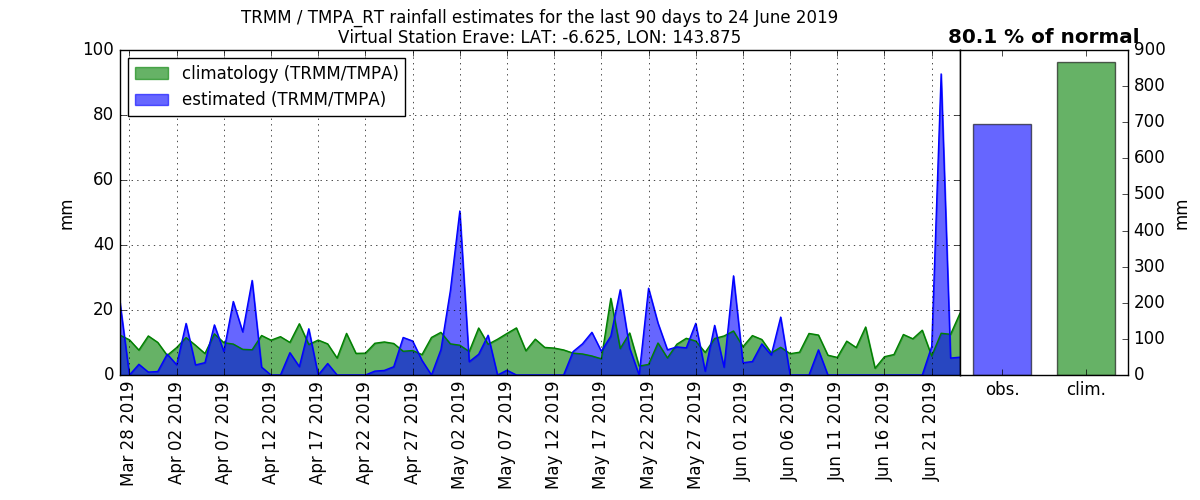 TRMM / TMPA_RT rainfall estimates for the last 90 days to 24 June 2019
Virtual Station Erave: LAT: -6.625, LON: 143.875
80.1 % of normal
climatology (TRMM/TMPA)
estimated (TRMM/TMPA)
100
80
60
40
20
0
mm
Mar 28 2019
Apr 02 2019
Apr 07 2019
Apr 12 2019
Apr 17 2019
Apr 22 2019
Apr 27 2019
May 02 2019
May 07 2019
May 12 2019
May 17 2019
May 22 2019
May 27 2019
Jun 01 2019
Jun 06 2019
Jun 11 2019
Jun 16 2019
Jun 21 2019
obs.
clim.
900
800
700
600
500
400
300
200
100
0
mm